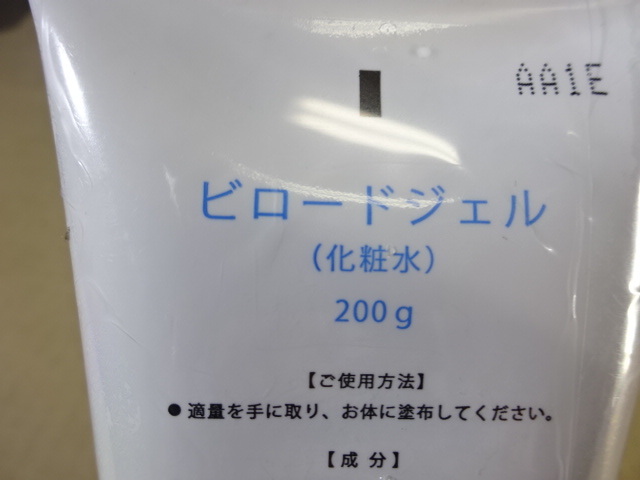 AA1E
ビロードジェル
（化粧水）
200g
【ご使用方法】
●適量を手に取り、お体に塗布してください。
【成分】